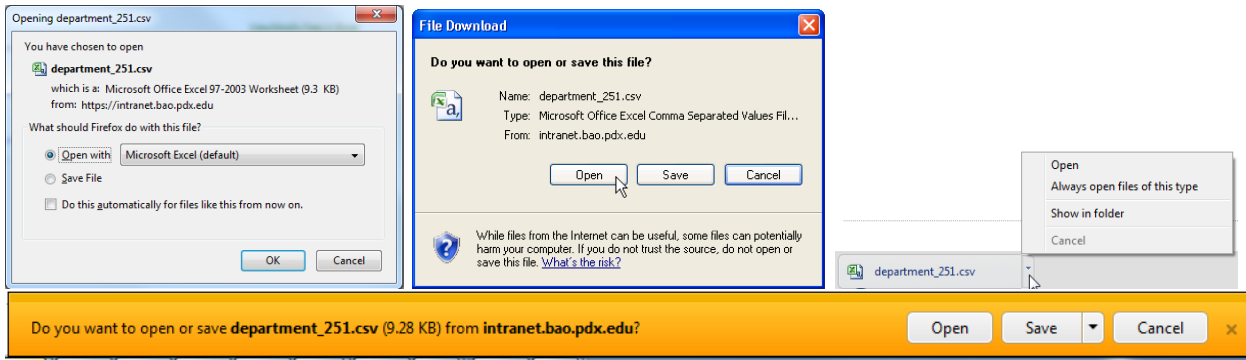 Opening department_251.csv
You have chosen to open
department_251.csv
which is a: Microsoft Office Excel 97-2003 Worksheet (9.3 KB)
from: https://intranet.bao.pdx.edu
What should Firefox do with this file?
Open with Microsoft Excel (default)
Save File
Do this automatically for files like this from now on.
OK Cancel
File Download
Do you want to open or save this file?
Name: department_251.csv
Type: Microsoft Office Excel Comma Separated Values Fil...
From: intranet.bao.pdx.edu
Open Save Cancel
While files from the Internet can be useful, some files can potentially
harm your computer. If you do not trust the source, do not open or
save this file. What's the risk?
Open
Always open files of this type
Show in folder
Cancel
department_251.csv
Do you want to open or save department_251.csv (9.28 KB) from intranet.bao.pdx.edu? Open Save Cancel